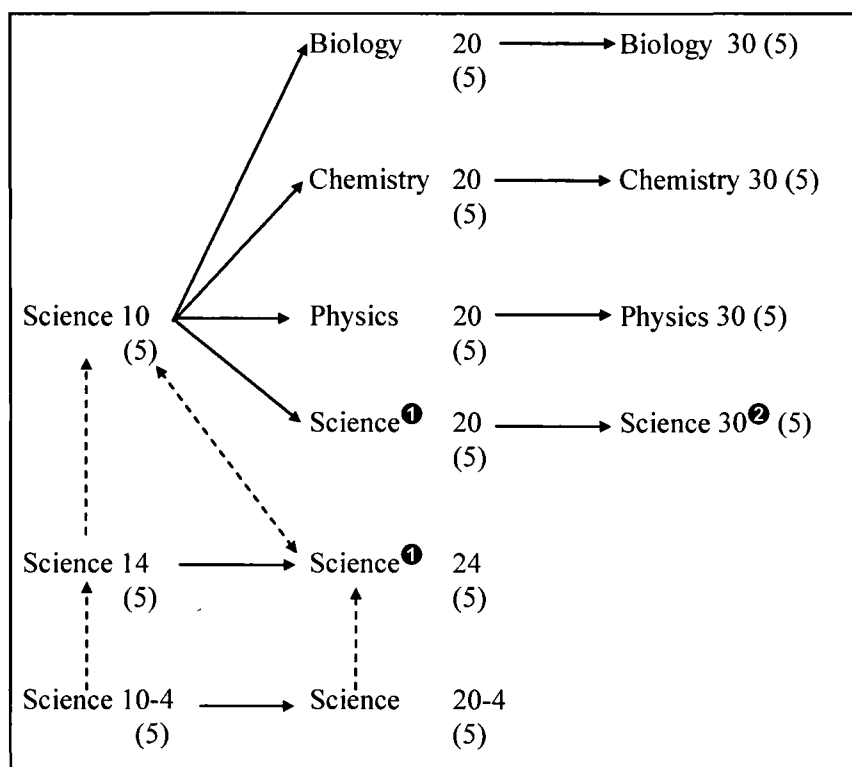 Biology 20 Biology 30 (5)
(5)
Chemistry 20 Chemistry 30 (5)
(5)
Science 10 Physics 20 Physics 30 (5)
(5) (5)
Science❶ 20 Science 30❷ (5)
(5)
Science 14 Science❶ 24
(5) (5)
Science 10-4 Science 20-4
(5) (5)